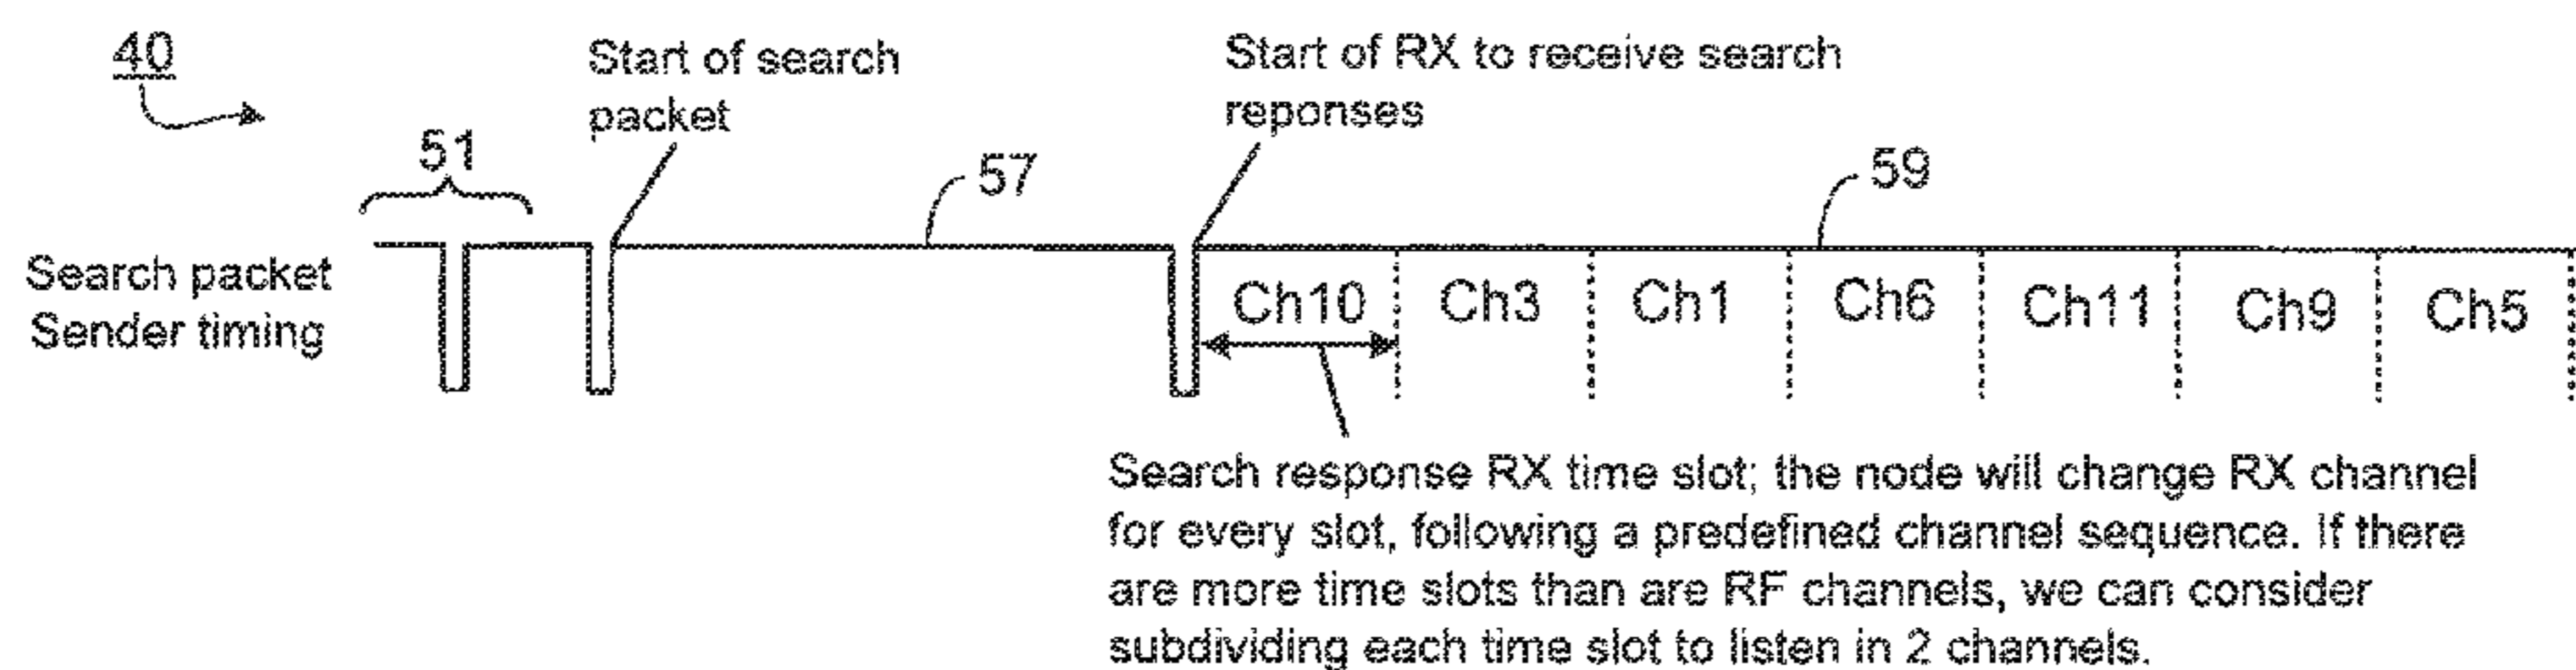 40
Start of search
packet
Start of RX to receive search
reponses
51
57
59
Search packet
Sender timing
Ch10 Ch3 Ch1 Ch6 Ch11 Ch9 Ch5
Search response RX time slot; the node will change RX channel
for every slot, following a predefined channel sequence. If there
are more time slots than are RF channels, we can consider
subdividing each time slot to listen in 2 channels.